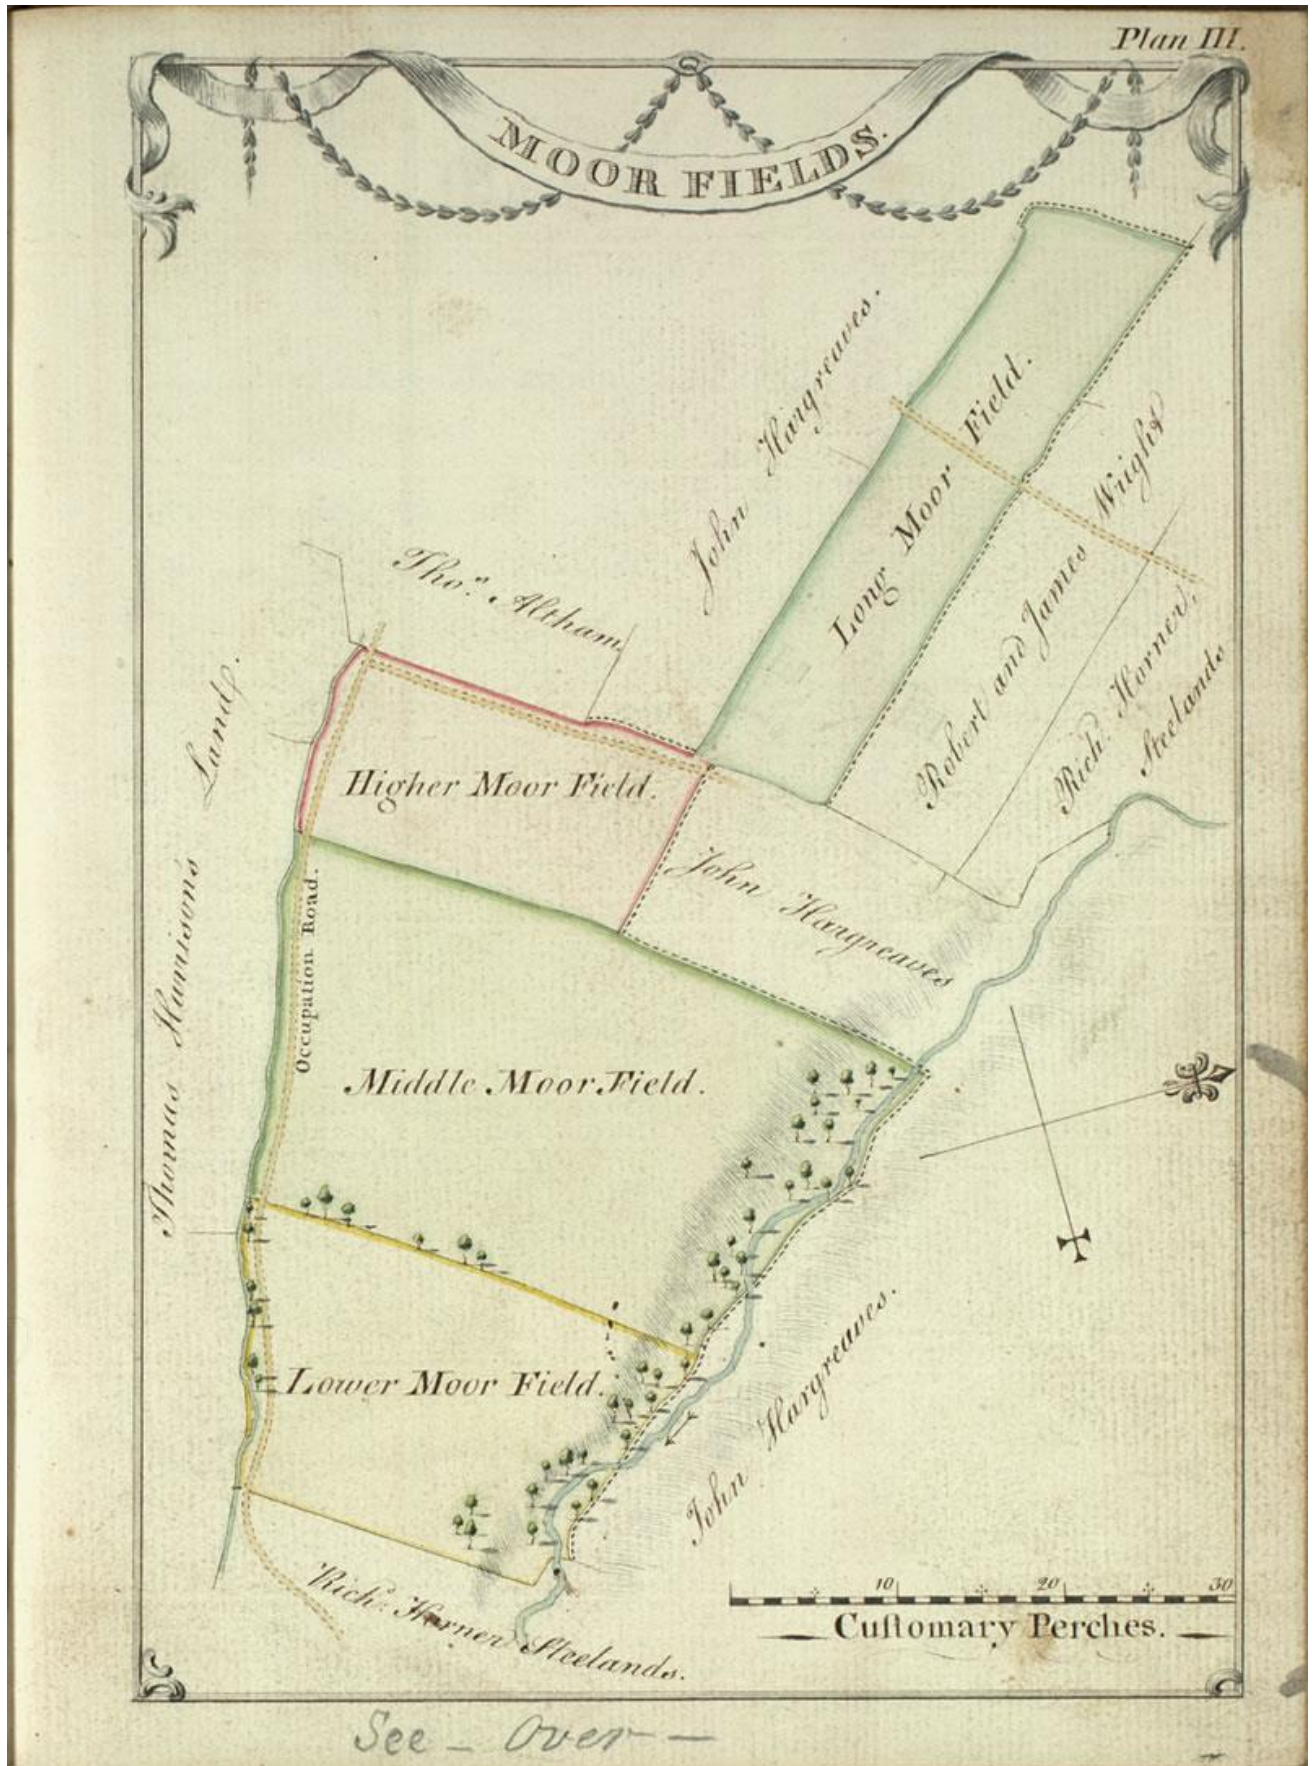 Plan III.
MOOR FIELDS.
John Hargreaves.
Long Moor Field.
Robert and James Wright
Rich.d Horner,
Steelands
Tho.s Altham
Thomas Harrison's Land.
Higher Moor Field.
John Hargreaves
Occupation Road.
Middle Moor Field.
Lower Moor Field.
John Hargreaves.
Rich.d Horner Steelands.
10 20 30
Cuſtomary Perches.
See - Over -